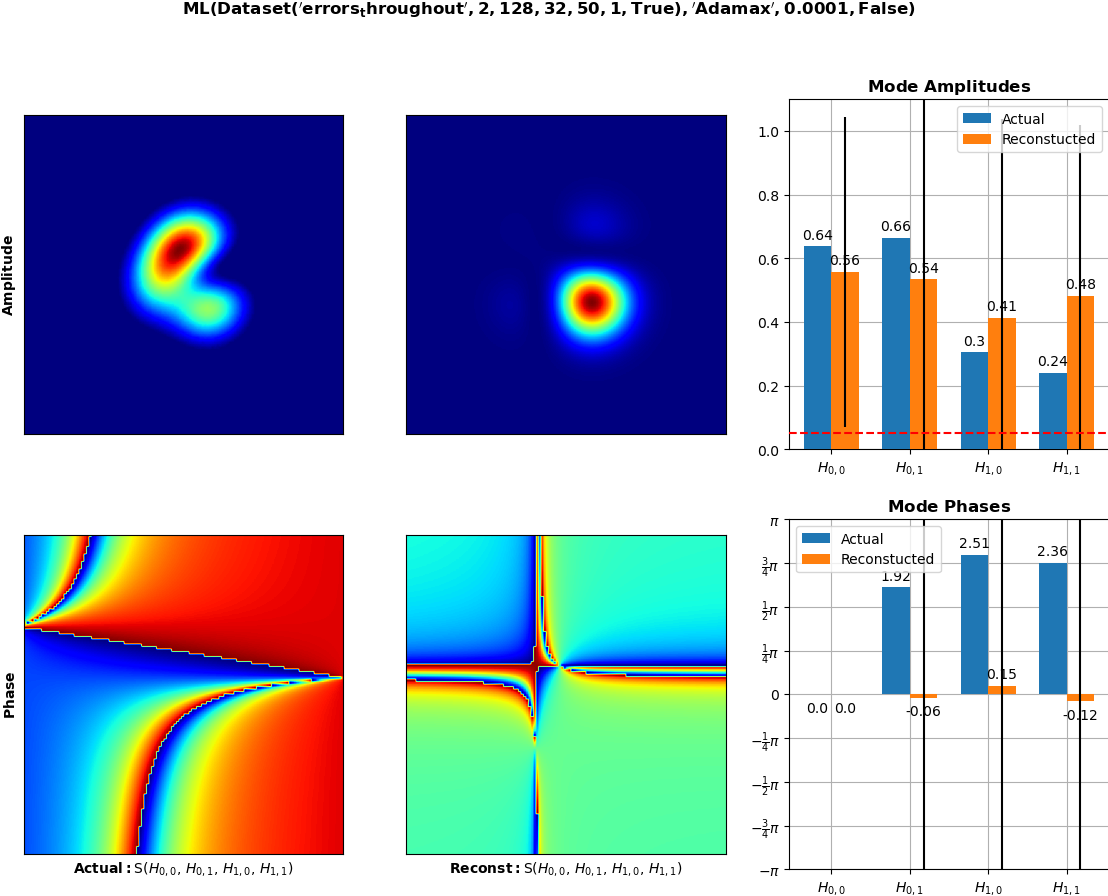 ML(Dataset('errors_throughout', 2, 128, 32, 50, 1, True), 'Adamax', 0.0001, False)
Amplitude
Mode Amplitudes
Actual
Reconstucted
1.0
0.8
0.6
0.4
0.2
0.0
0.64
0.56
0.66
0.54
0.3
0.41
0.24
0.48
H0,0
H0,1
H1,0
H1,1
Phase
Actual: S(H0,0, H0,1, H1,0, H1,1)
Reconst: S(H0,0, H0,1, H1,0, H1,1)
Mode Phases
Actual
Reconstucted
π
3/4π
1/2π
1/4π
0
−1/4π
−1/2π
−3/4π
−π
0.0
0.0
1.92
-0.06
2.51
0.15
2.36
-0.12
H0,0
H0,1
H1,0
H1,1